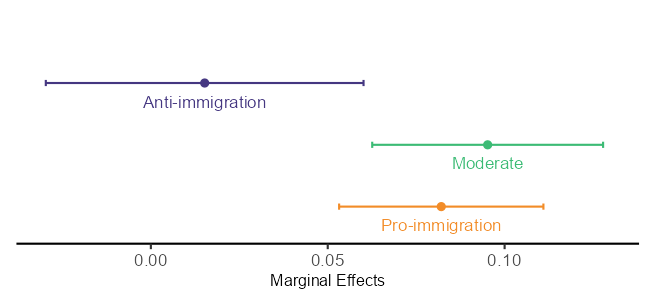 Anti-immigration
Moderate
Pro-immigration
0.00 0.05 0.10
Marginal Effects